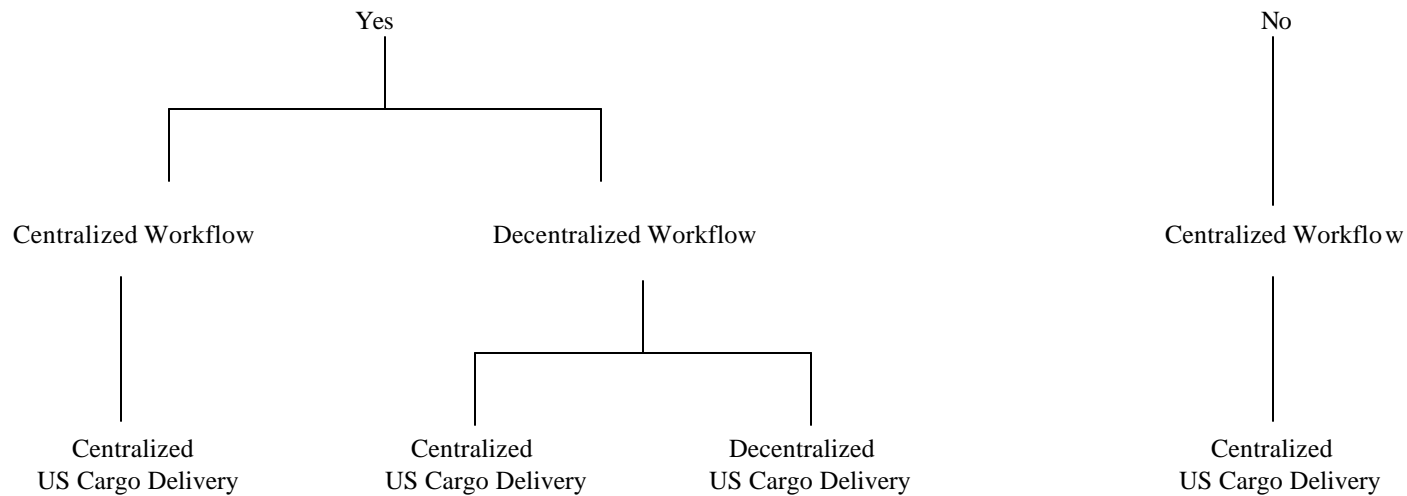 Yes
No
Centralized Workflow
Decentralized Workflow
Centralized Workflow
Centralized
US Cargo Delivery
Centralized
US Cargo Delivery
Decentralized
US Cargo Delivery
Centralized
US Cargo Delivery